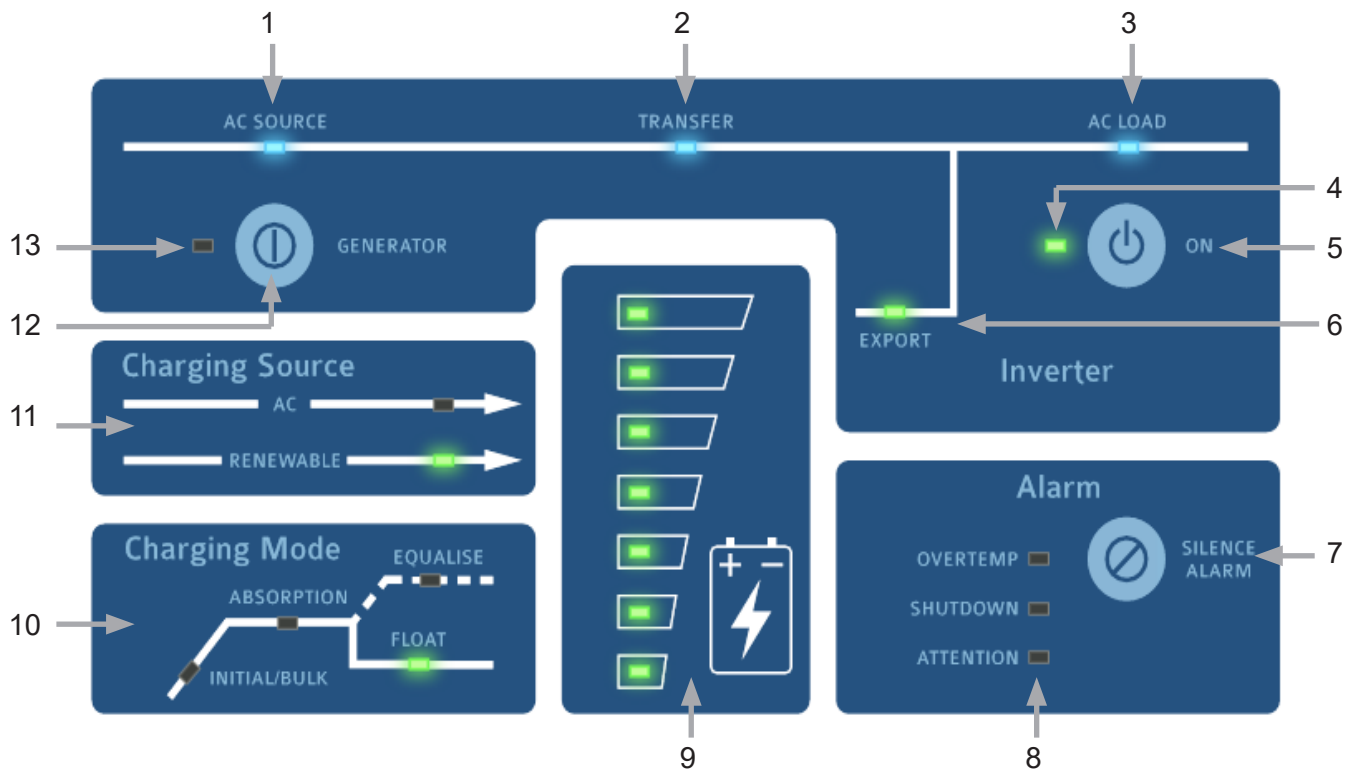 1
2
3
AC SOURCE
TRANSFER
AC LOAD
4
13
GENERATOR
ON
5
12
EXPORT
6
Charging Source
Inverter
AC
11
RENEWABLE
Alarm
Charging Mode
EQUALISE
OVERTEMP
SILENCE
ALARM
7
ABSORPTION
SHUTDOWN
10
FLOAT
+ −
INITIAL/BULK
ATTENTION
9
8